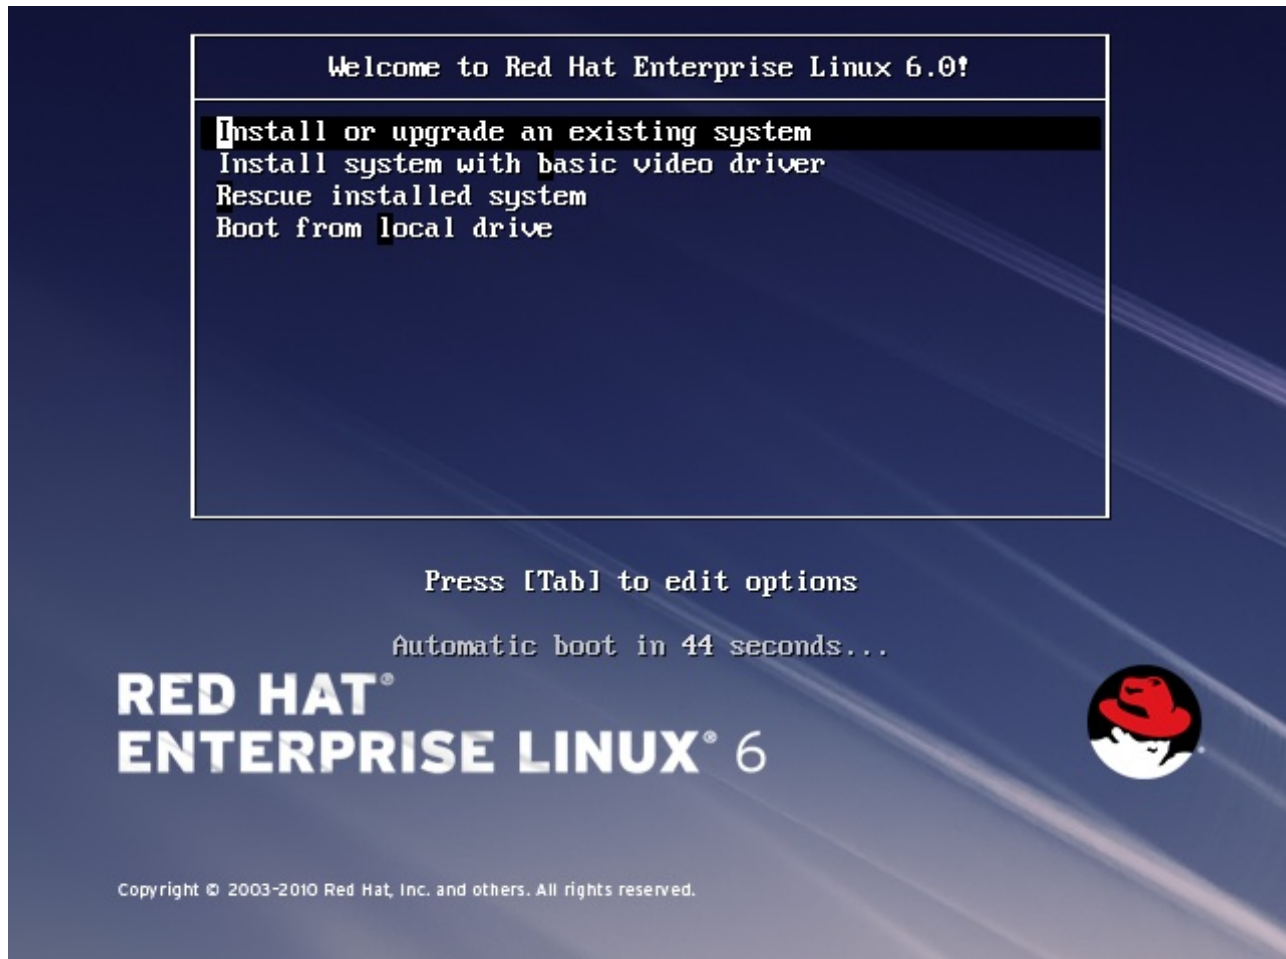 Welcome to Red Hat Enterprise Linux 6.0!
Install or upgrade an existing system
Install system with basic video driver
Rescue installed system
Boot from local drive
Press [Tab] to edit options
Automatic boot in 44 seconds...
RED HAT®
ENTERPRISE LINUX® 6
Copyright © 2003-2010 Red Hat, Inc. and others. All rights reserved.